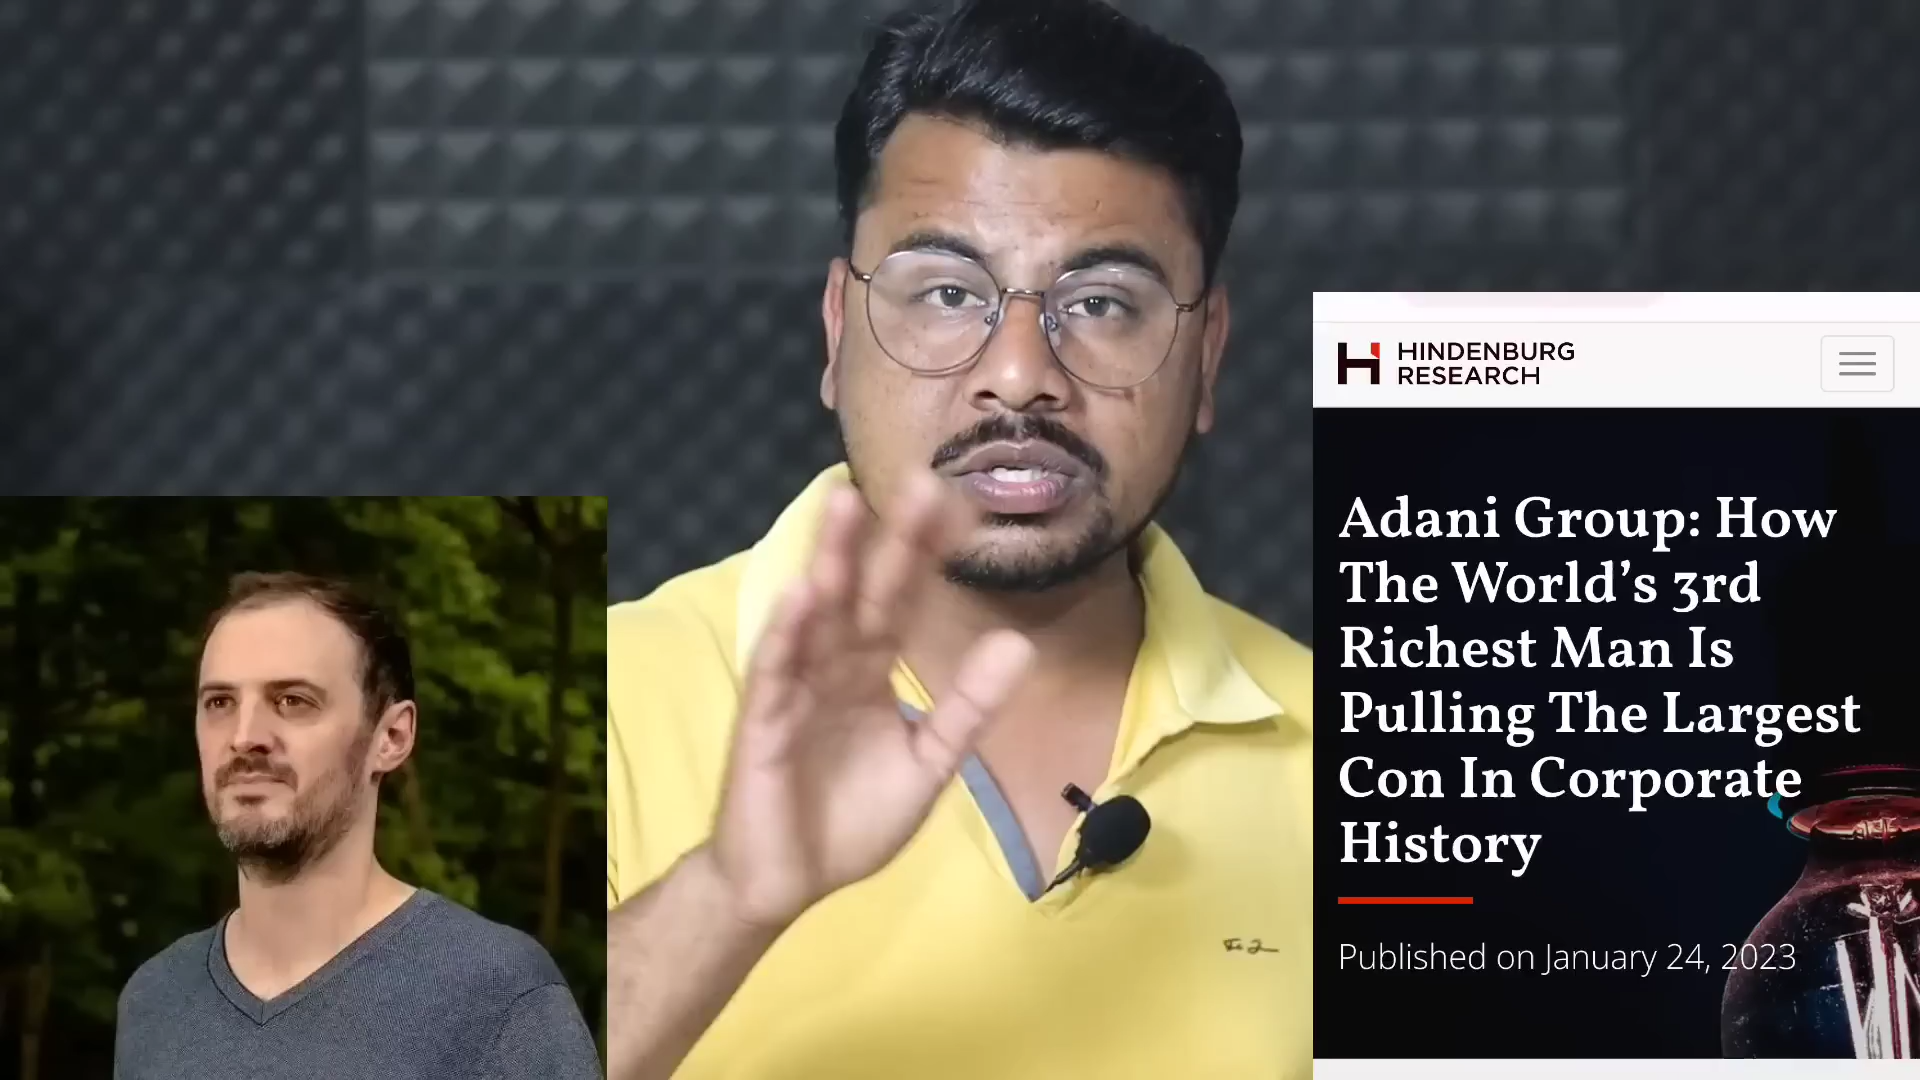 HINDENBURG
RESEARCH
Adani Group: How
The World’s 3rd
Richest Man Is
Pulling The Largest
Con In Corporate
History
Published on January 24, 2023